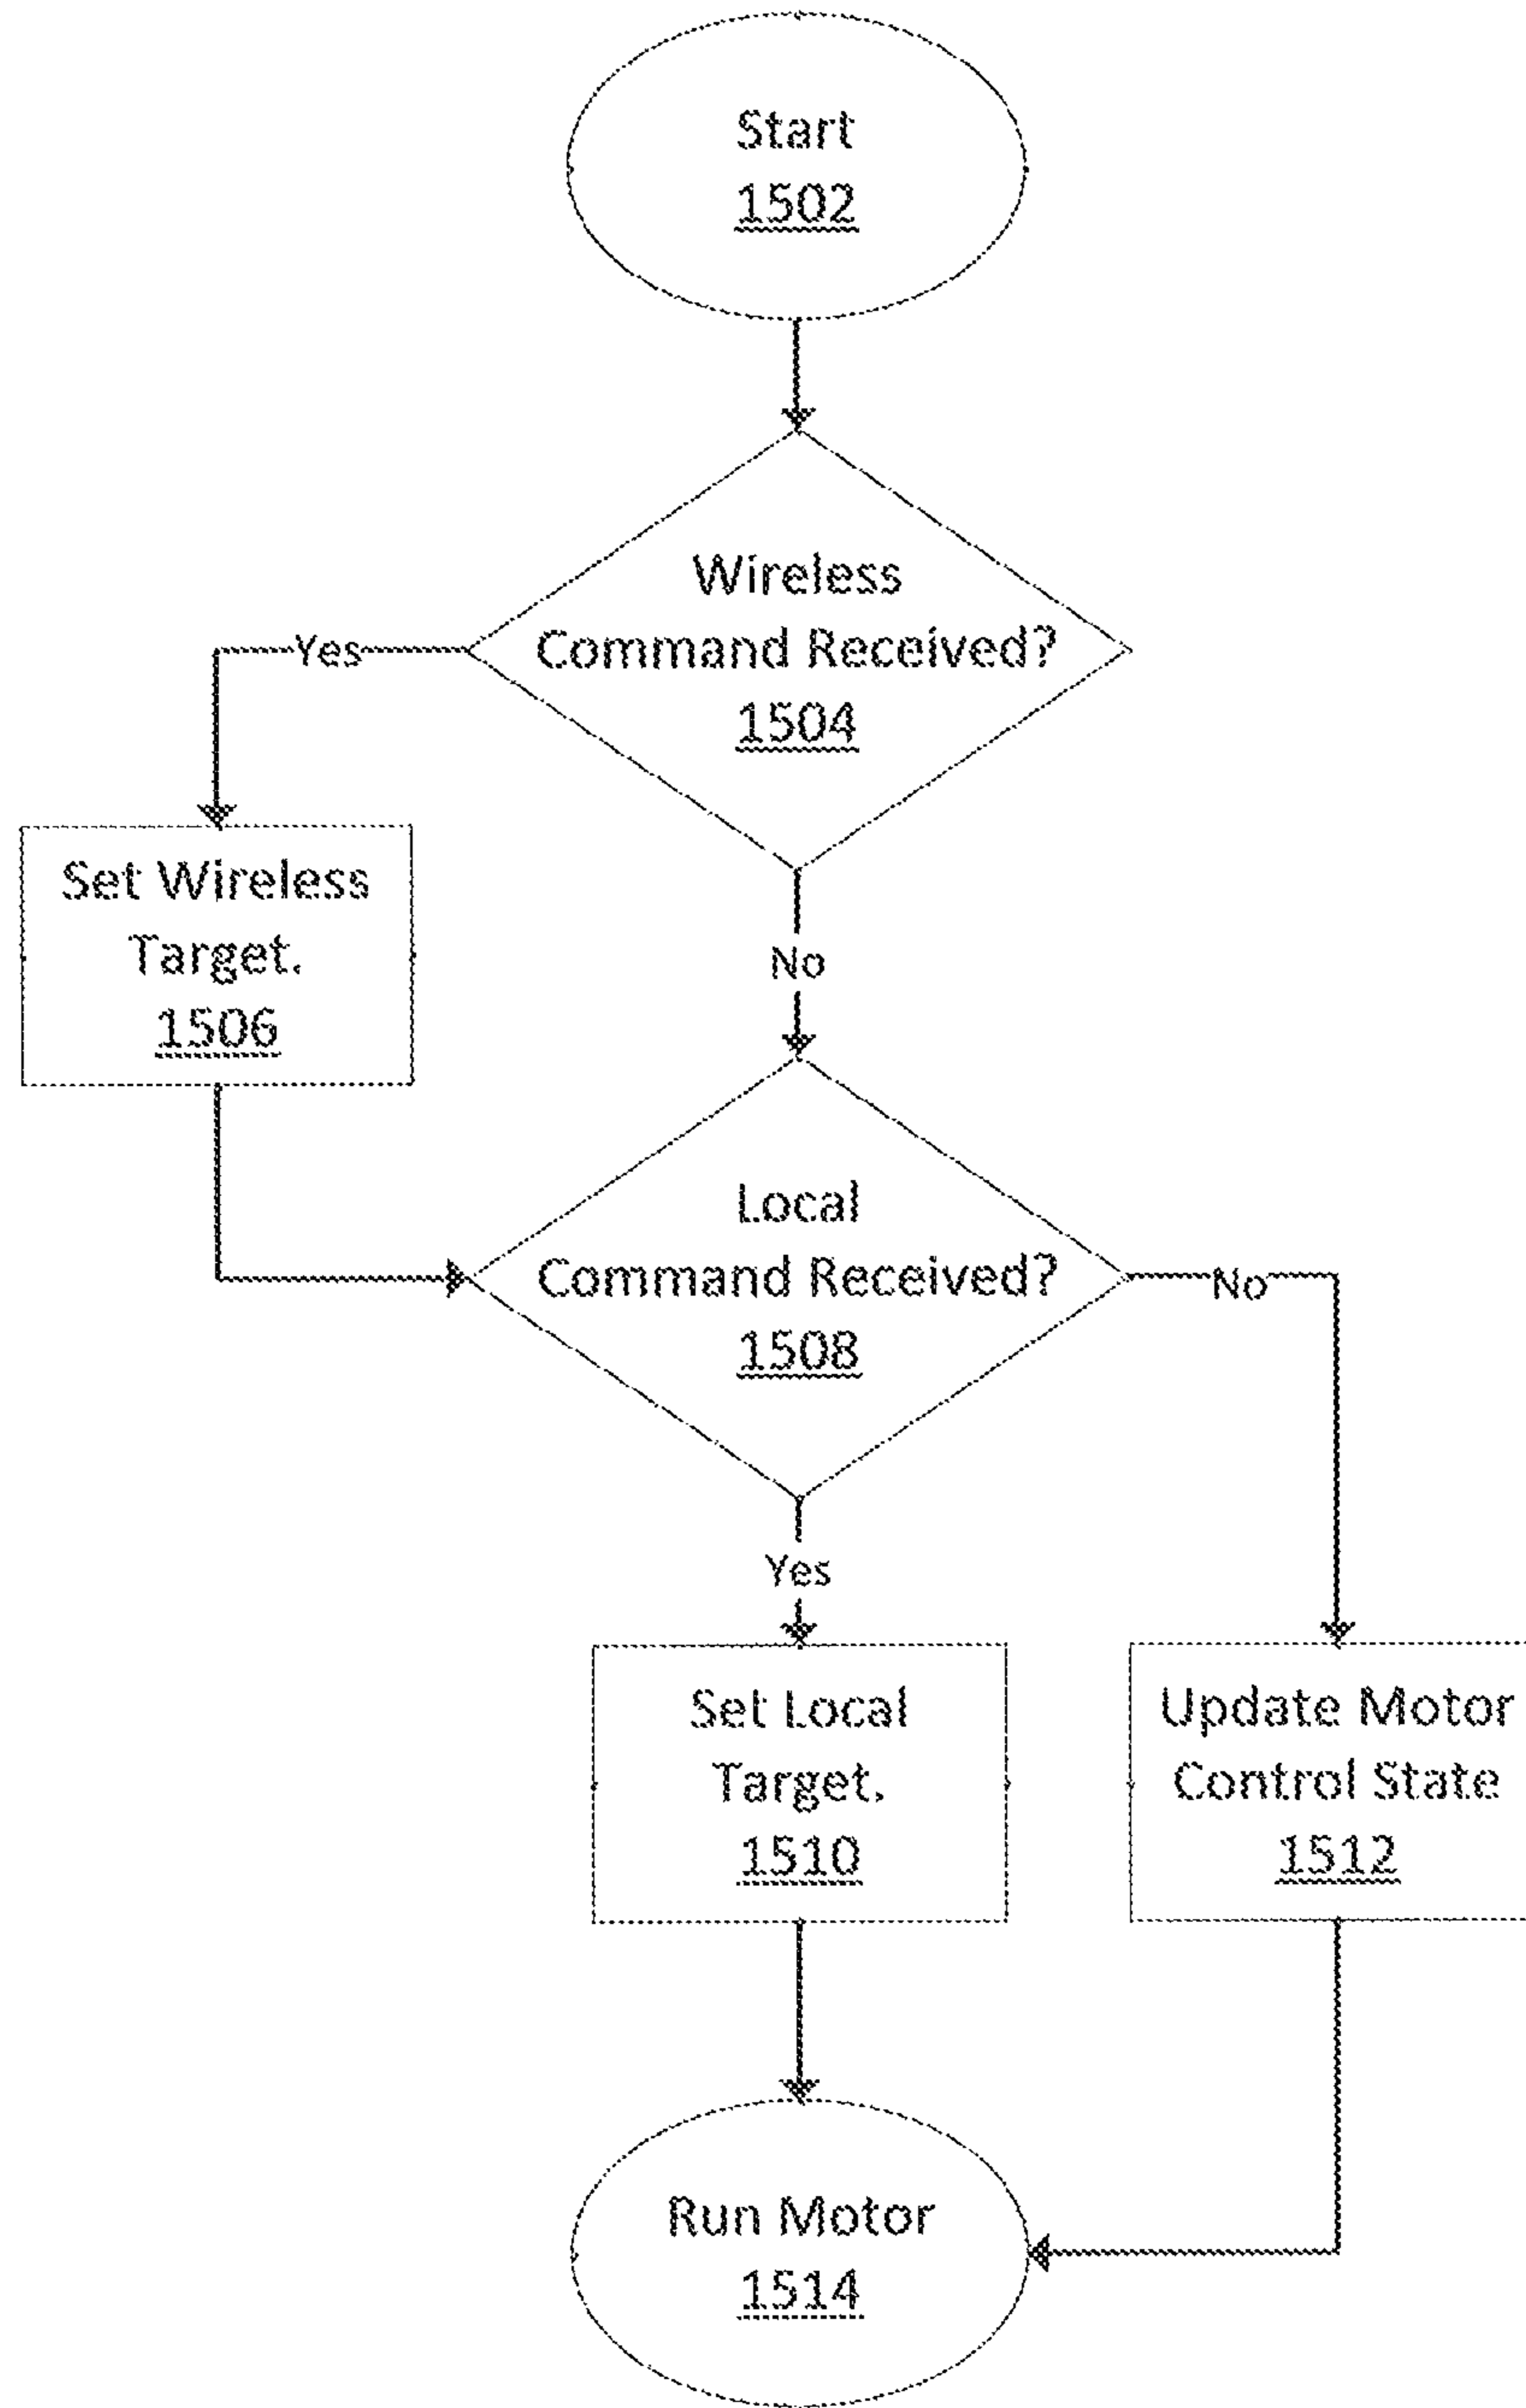 Start
1502
Wireless
Command Received?
1504
Yes
Set Wireless
Target.
1506
No
Local
Command Received?
1508
No
Yes
Set Local
Target.
1510
Update Motor
Control State
1512
Run Motor
1514